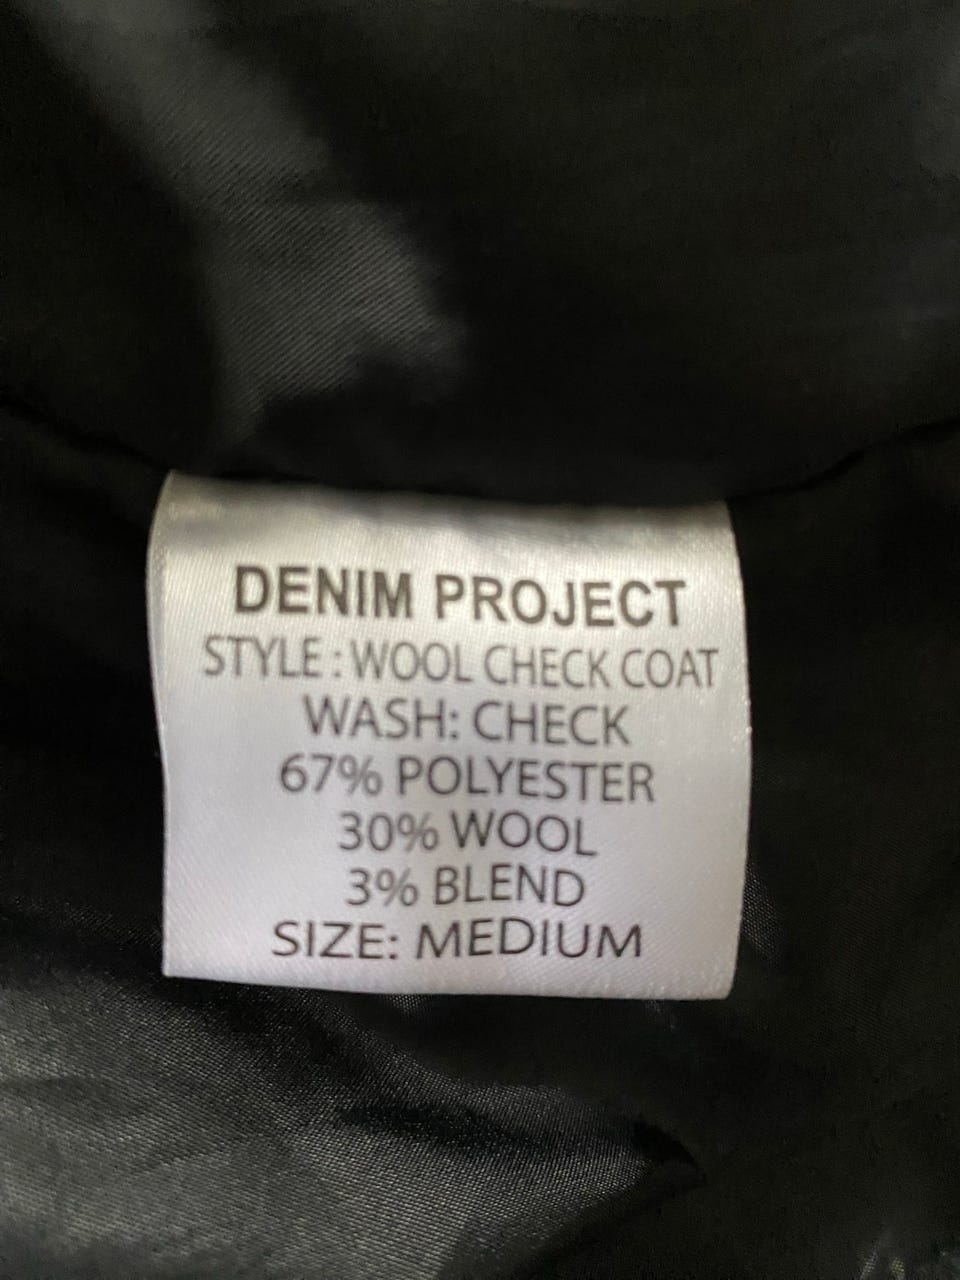 DENIM PROJECT
STYLE : WOOL CHECK COAT
WASH: CHECK
67% POLYESTER
30% WOOL
3% BLEND
SIZE: MEDIUM